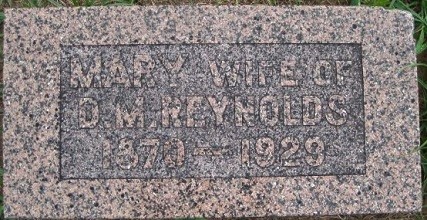 MARY WIFE OF
D. M. REYNOLDS
1870 — 1929